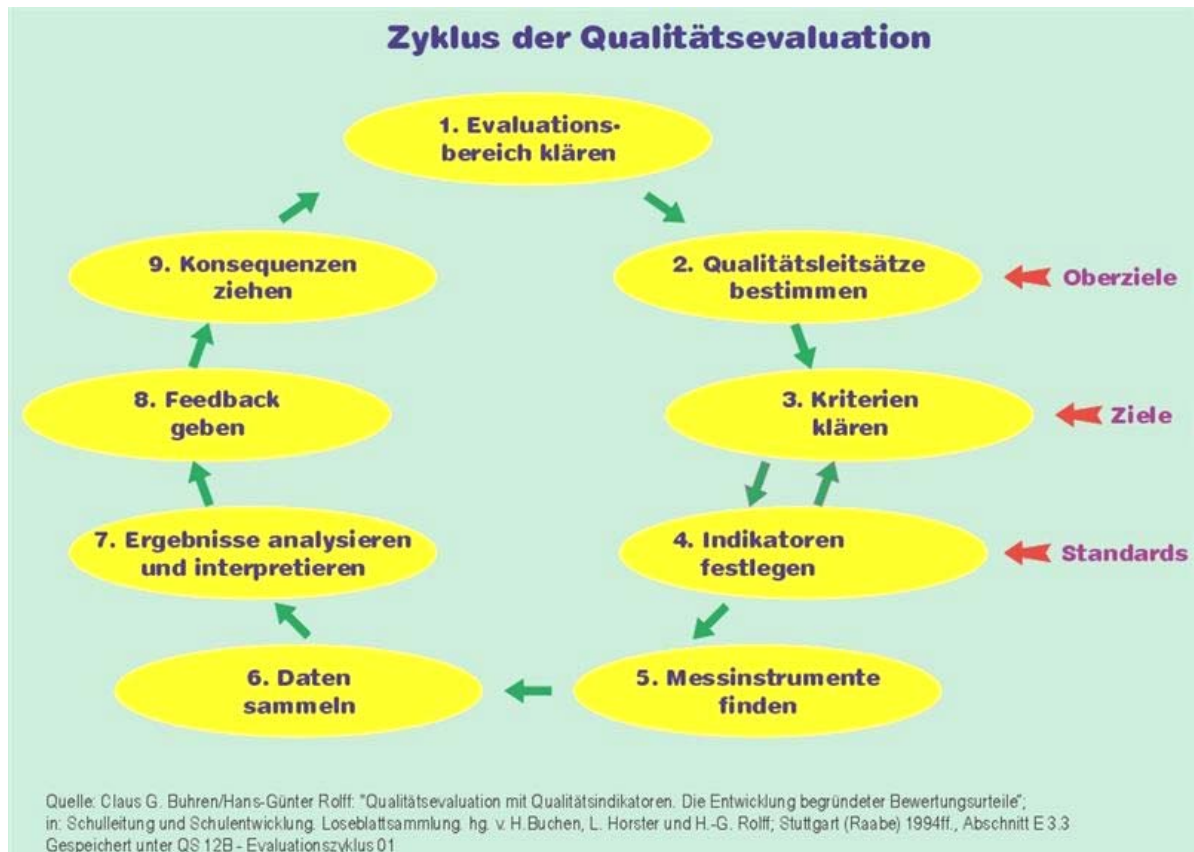 Zyklus der Qualitätsevaluation
1. Evaluations-
bereich klären
2. Qualitätsleitsätze
bestimmen
Oberziele
3. Kriterien
klären
Ziele
4. Indikatoren
festlegen
Standards
5. Messinstrumente
finden
6. Daten
sammeln
7. Ergebnisse analysieren
und interpretieren
8. Feedback
geben
9. Konsequenzen
ziehen
Quelle: Claus G. Buhren/Hans-Günter Rolff: "Qualitätsevaluation mit Qualitätsindikatoren. Die Entwicklung begründeter Bewertungsurteile";
in: Schulleitung und Schulentwicklung. Loseblattsammlung. hg. v. H.Buchen, L. Horster und H.-G. Rolff; Stuttgart (Raabe) 1994ff., Abschnitt E 3.3
Gespeichert unter QS 12B - Evaluationszyklus 01